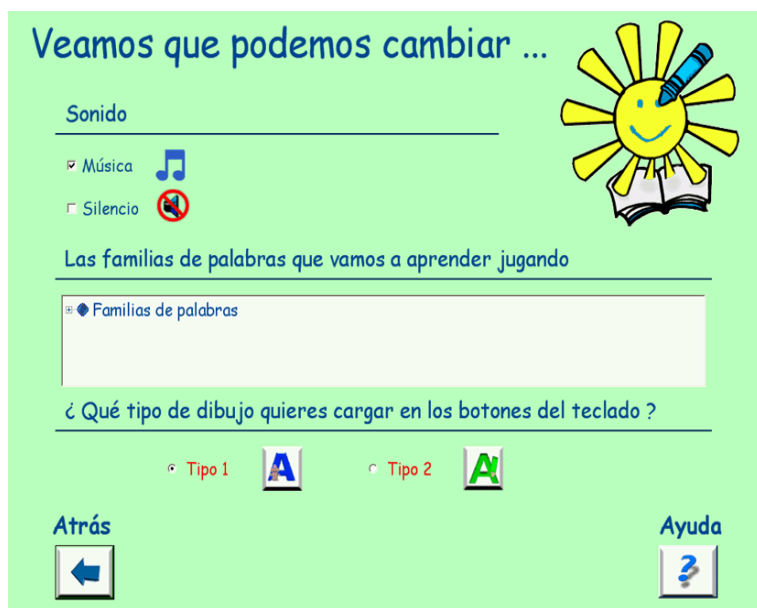 Veamos que podemos cambiar ...
Sonido
Música
Silencio
Las familias de palabras que vamos a aprender jugando
Familias de palabras
¿ Qué tipo de dibujo quieres cargar en los botones del teclado ?
Tipo 1 A Tipo 2 A
Atrás Ayuda
?